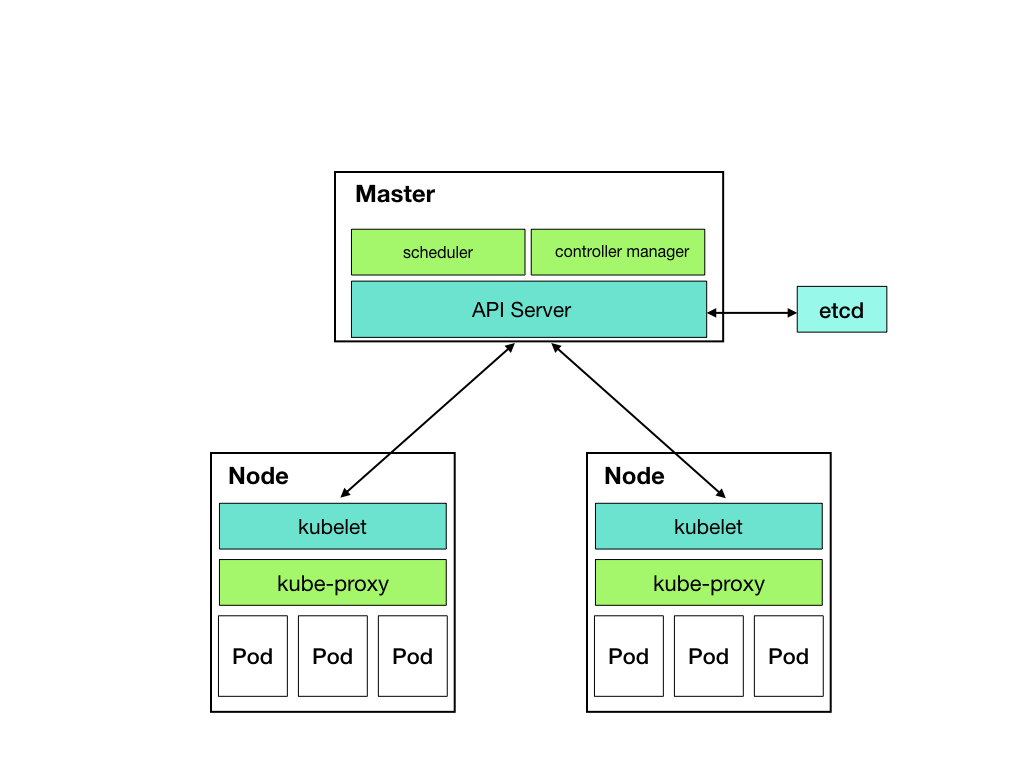 Master
scheduler
controller manager
API Server
etcd
Node
kubelet
kube-proxy
Pod
Pod
Pod
Node
kubelet
kube-proxy
Pod
Pod
Pod